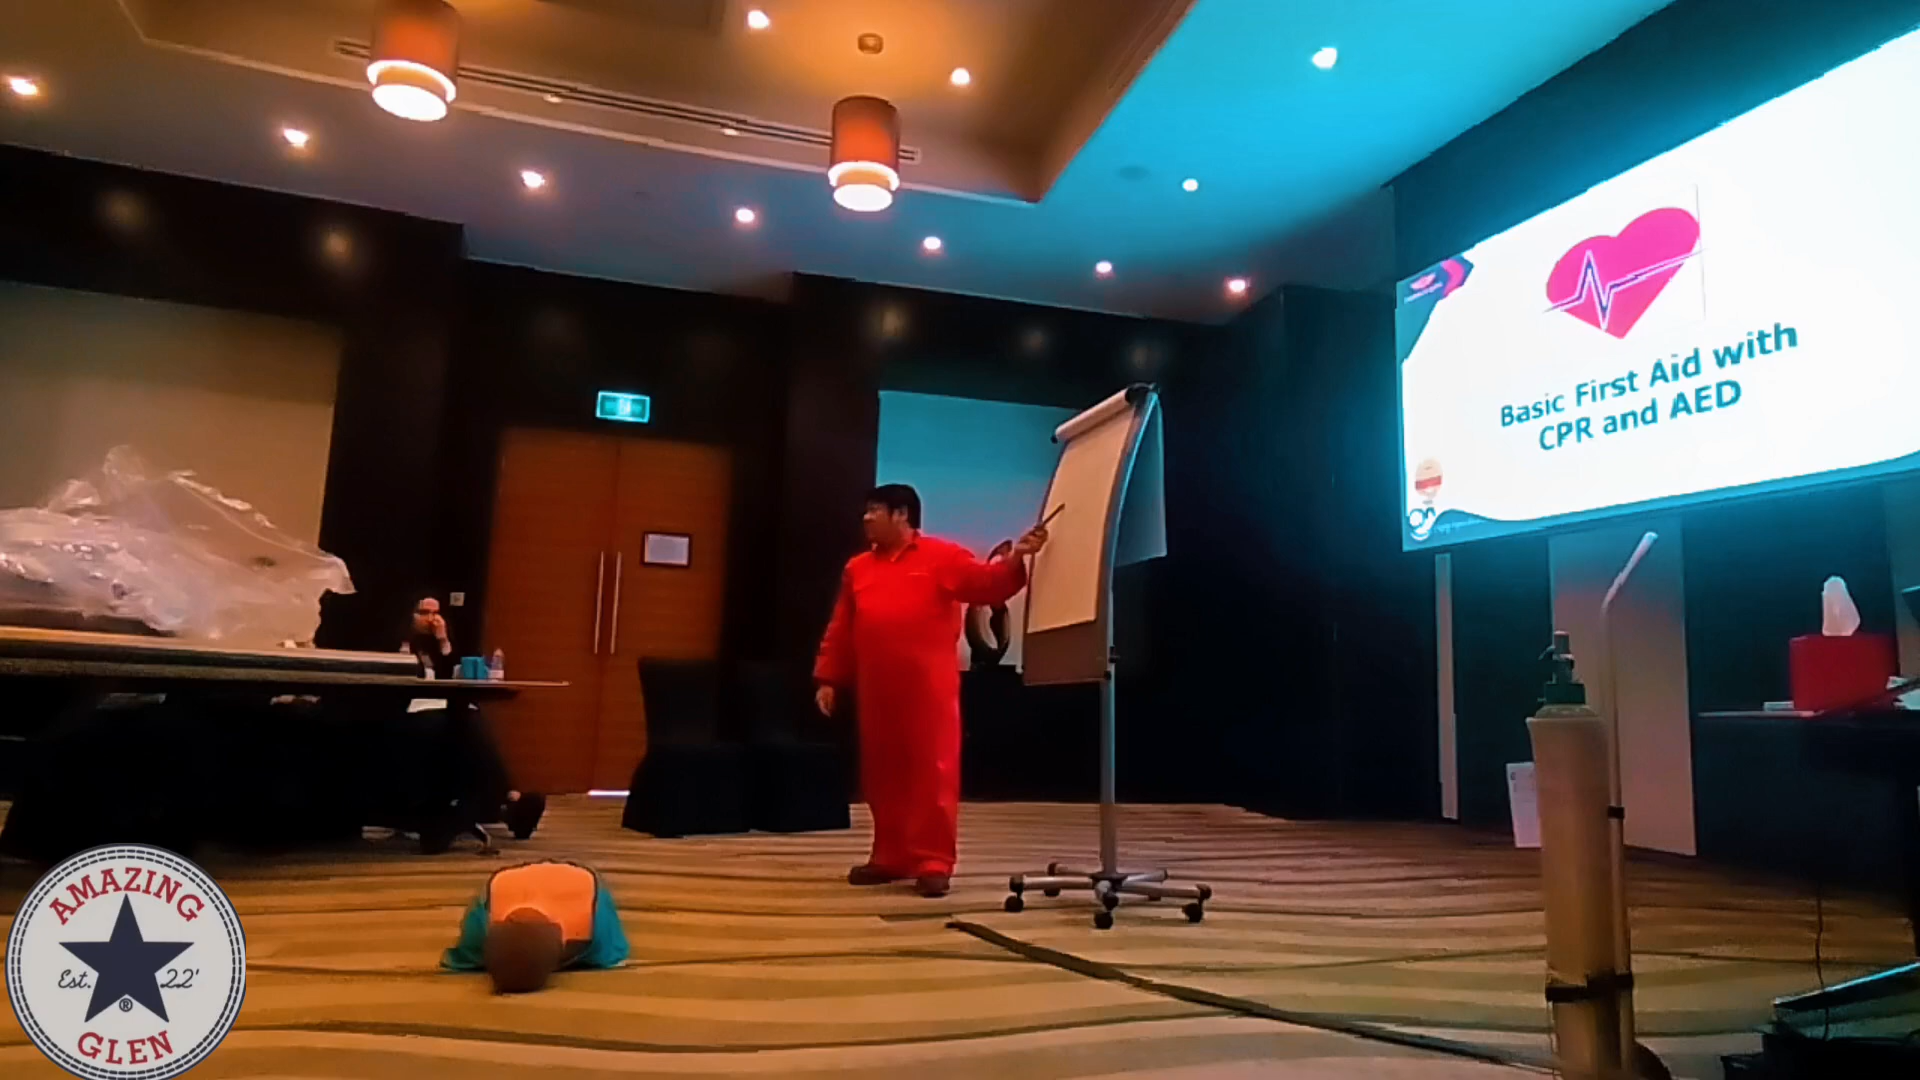 Basic First Aid with
CPR and AED
AMAZING
Est. 22'
®
GLEN